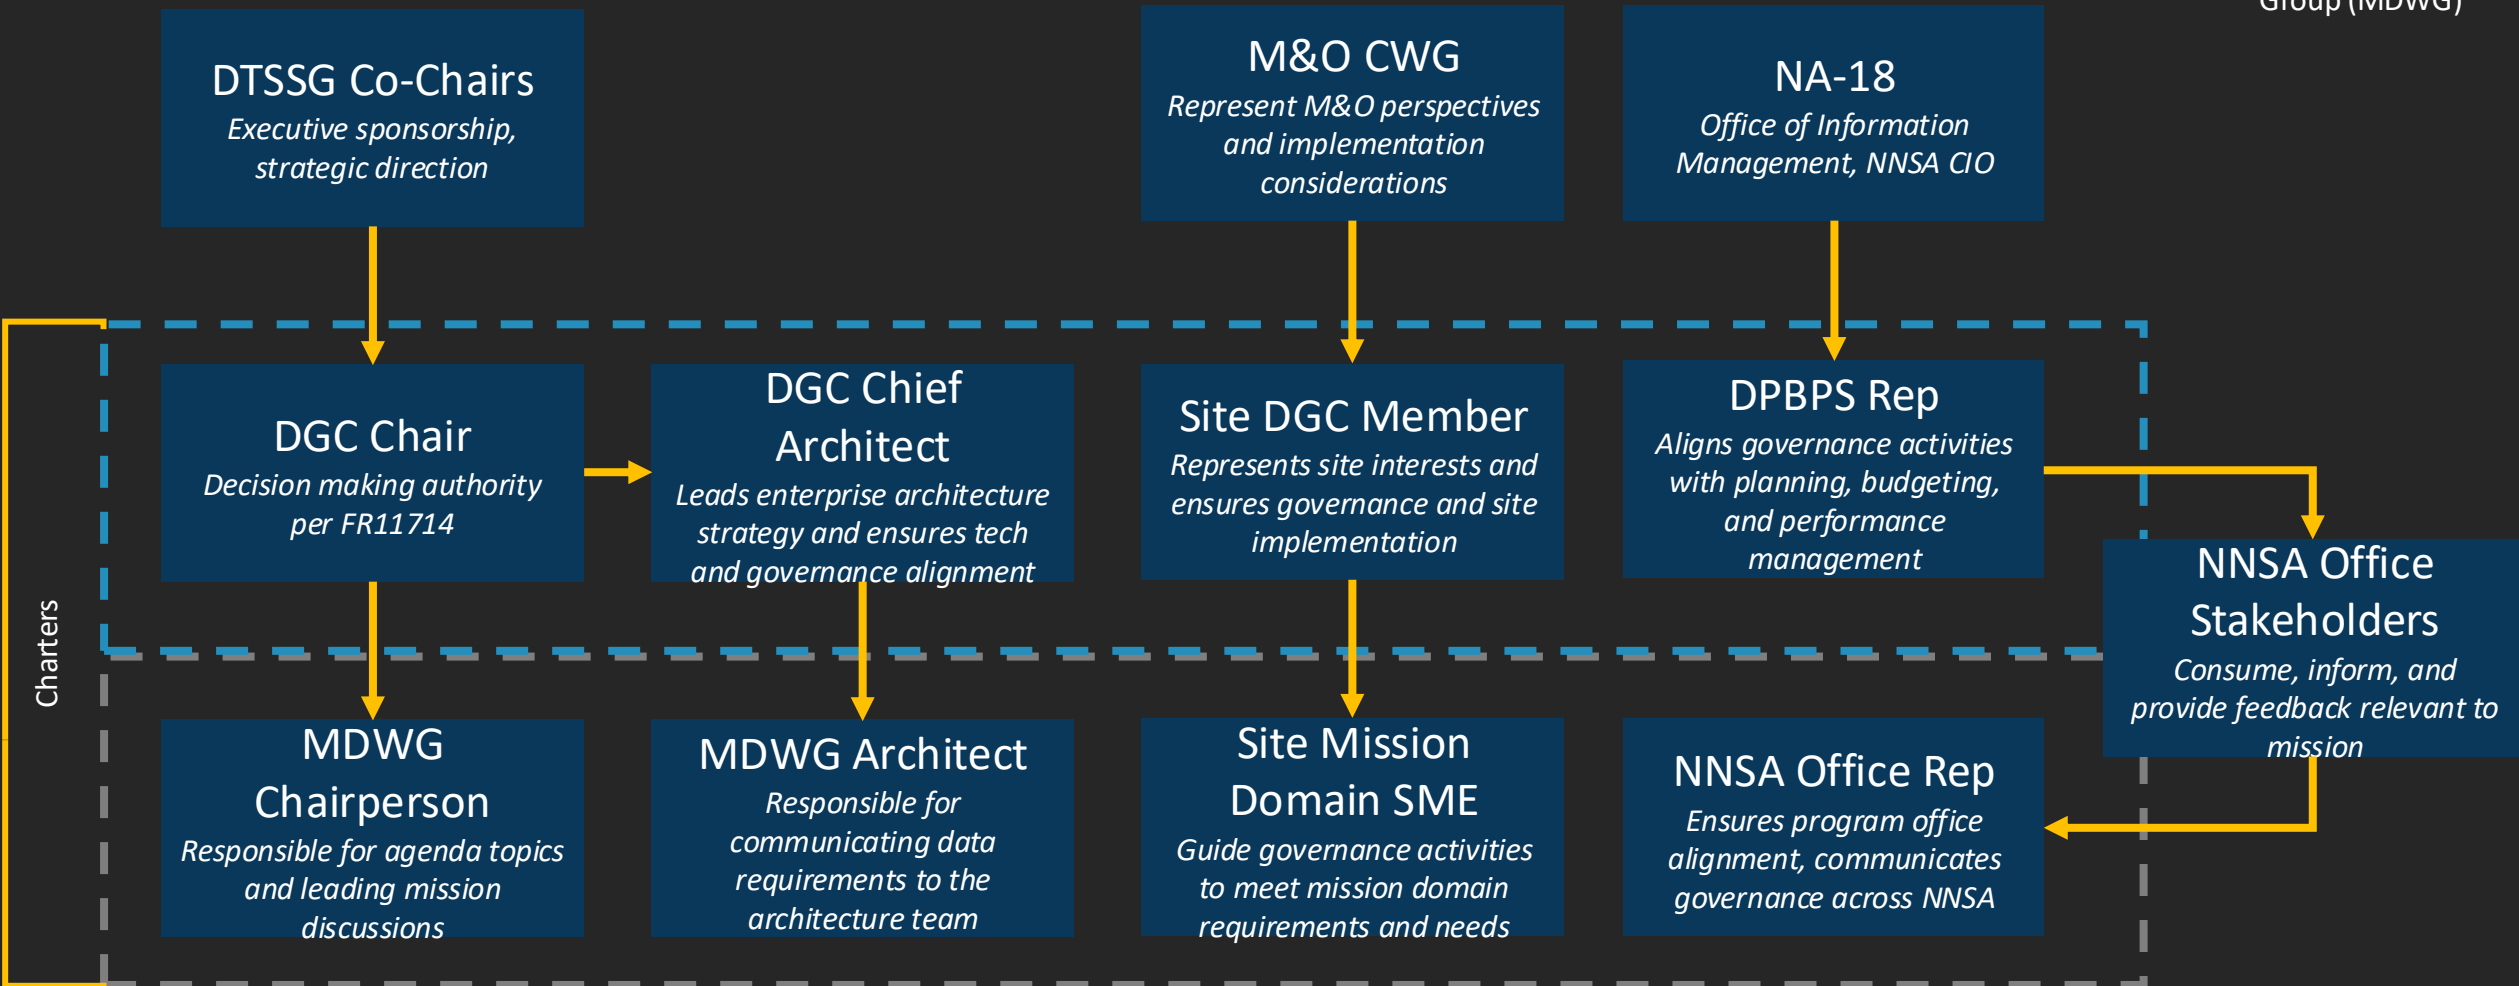 Group (MDWG)
DTSSG Co-Chairs
Executive sponsorship,
strategic direction
M&O CWG
Represent M&O perspectives
and implementation
considerations
NA-18
Office of Information
Management, NNSA CIO
Charters
DGC Chair
Decision making authority
per FR11714
DGC Chief
Architect
Leads enterprise architecture
strategy and ensures tech
and governance alignment
Site DGC Member
Represents site interests and
ensures governance and site
implementation
DPBPS Rep
Aligns governance activities
with planning, budgeting,
and performance
management
NNSA Office
Stakeholders
Consume, inform, and
provide feedback relevant to
mission
MDWG
Chairperson
Responsible for agenda topics
and leading mission
discussions
MDWG Architect
Responsible for
communicating data
requirements to the
architecture team
Site Mission
Domain SME
Guide governance activities
to meet mission domain
requirements and needs
NNSA Office Rep
Ensures program office
alignment, communicates
governance across NNSA